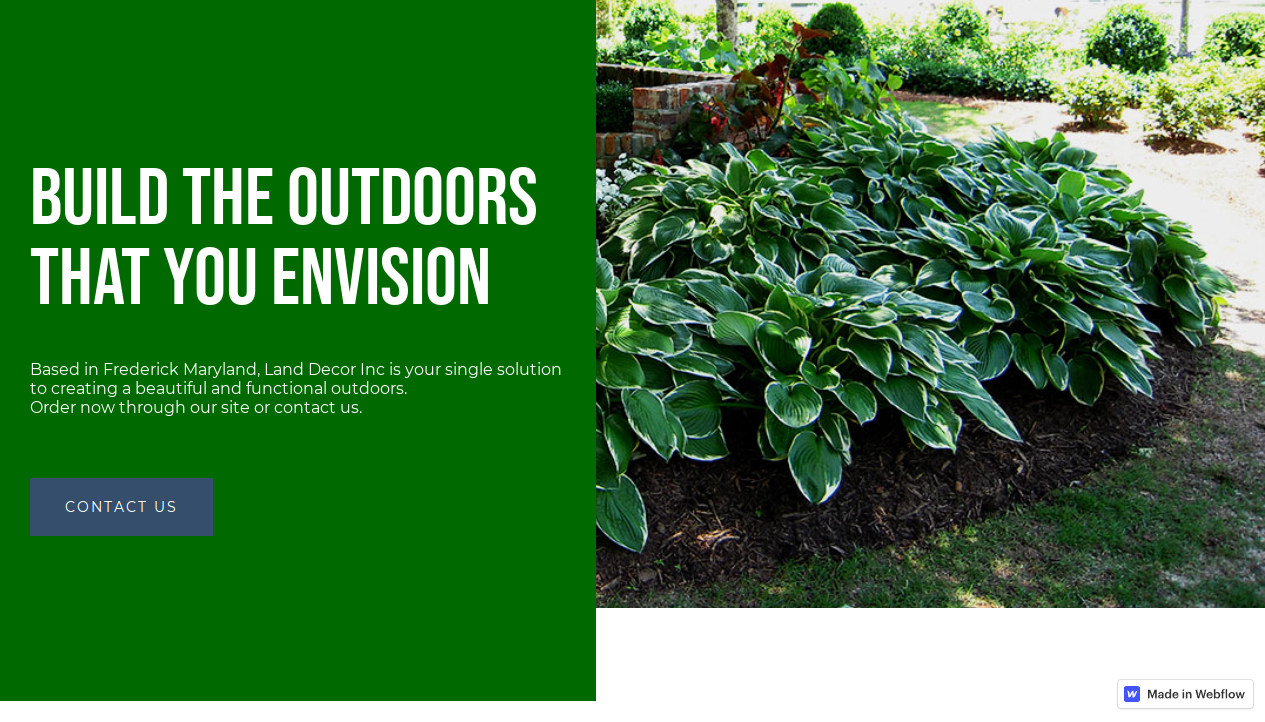 BUILD THE OUTDOORS
THAT YOU ENVISION
Based in Frederick Maryland, Land Decor Inc is your single solution
to creating a beautiful and functional outdoors.
Order now through our site or contact us.
CONTACT US
Made in Webflow